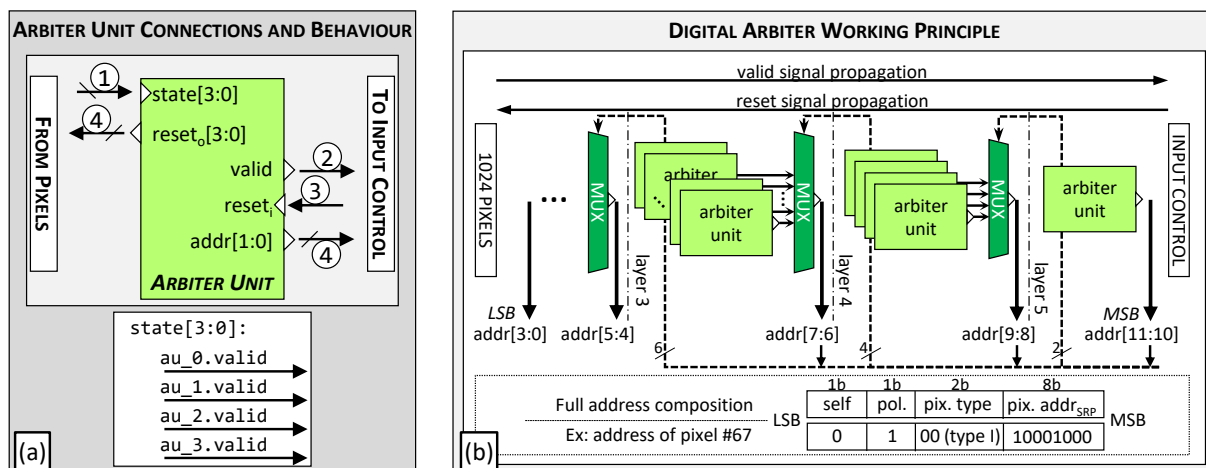 ARBITER UNIT CONNECTIONS AND BEHAVIOUR
FROM PIXELS
1
state[3:0]
4
reset_o[3:0]
valid
2
reset_i
3
addr[1:0]
4
ARBITER UNIT
TO INPUT CONTROL
state[3:0]:
au_0.valid
au_1.valid
au_2.valid
au_3.valid
(a)
DIGITAL ARBITER WORKING PRINCIPLE
valid signal propagation
reset signal propagation
1024 PIXELS
...
MUX
layer 3
arbiter
arbiter
unit
MUX
layer 4
arbiter
unit
MUX
layer 5
arbiter
unit
INPUT CONTROL
LSB
addr[3:0]
addr[5:4]
addr[7:6]
addr[9:8]
MSB
addr[11:10]
6
4
2
1b 1b 2b 8b
Full address composition LSB self pol. pix. type pix. addr_SRP MSB
Ex: address of pixel #67 0 1 00 (type I) 10001000
(b)